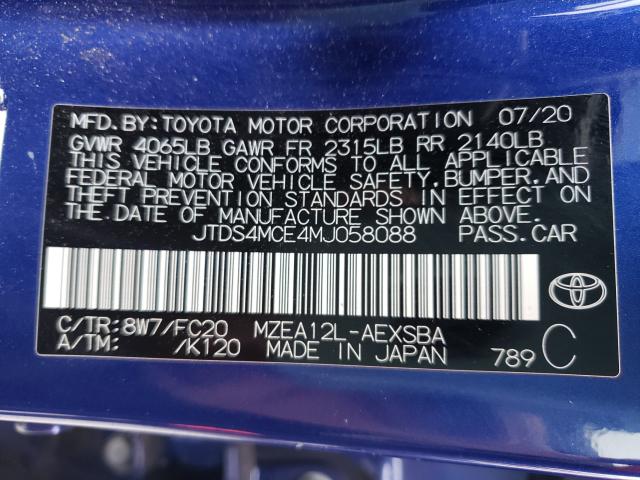 MFD.BY:TOYOTA MOTOR CORPORATION 07/20
GVWR 4065LB GAWR FR 2315LB RR 2140LB
THIS VEHICLE CONFORMS TO ALL APPLICABLE
FEDERAL MOTOR VEHICLE SAFETY,BUMPER,AND
THEFT PREVENTION STANDARDS IN EFFECT ON
THE DATE OF MANUFACTURE SHOWN ABOVE.
JTDS4MCE4MJ058088 PASS.CAR
C/TR:8W7/FC20 MZEA12L-AEXSBA
A/TM: /K120 MADE IN JAPAN 789 C